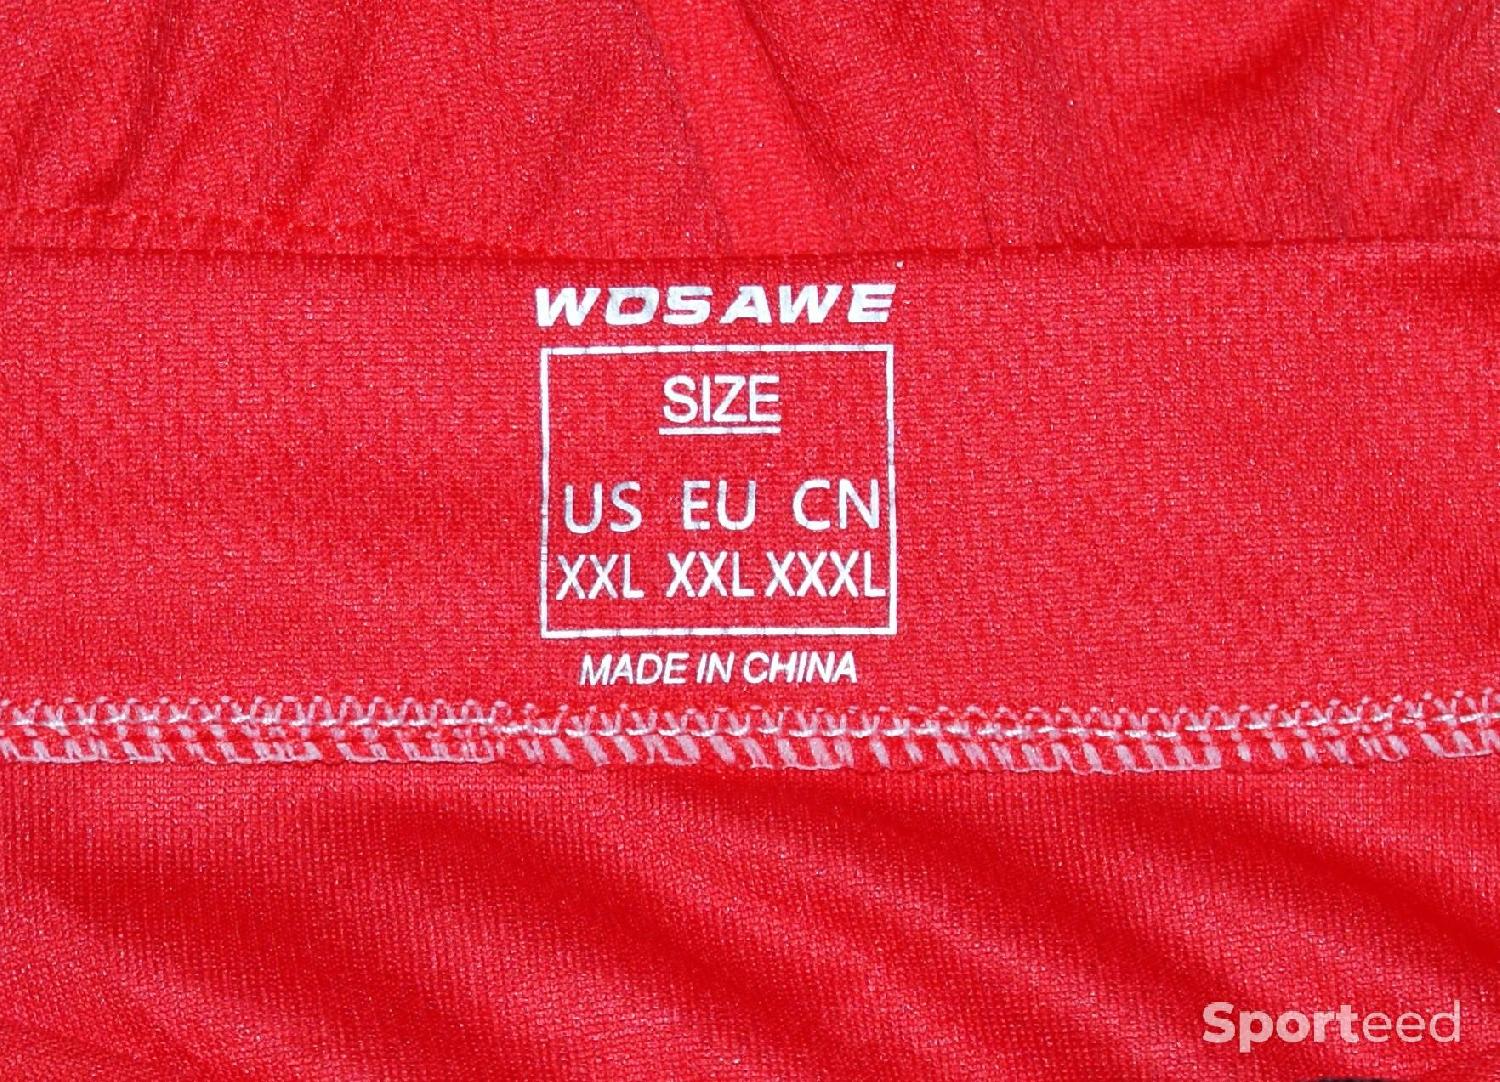 WOSAWE
SIZE
US EU CN
XXL XXL XXXL
MADE IN CHINA
Sporteed